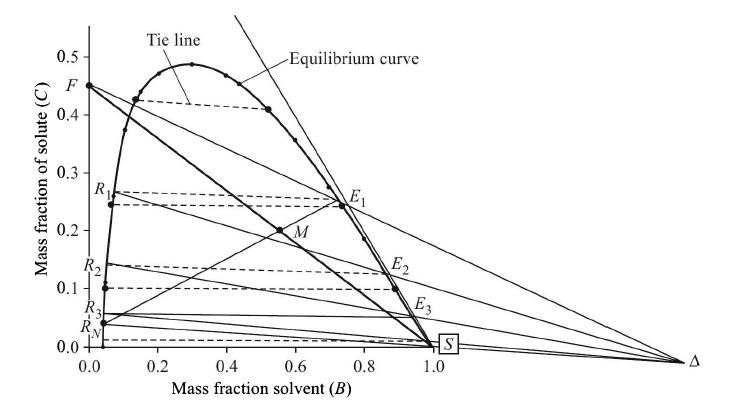 Tie line
Equilibrium curve
0.5
F
0.4
0.3
R1
E1
0.2
M
R2
E2
0.1
E3
R3
RN
0.0
S
Δ
0.0
0.2
0.4
0.6
0.8
1.0
Mass fraction of solute (C)
Mass fraction solvent (B)